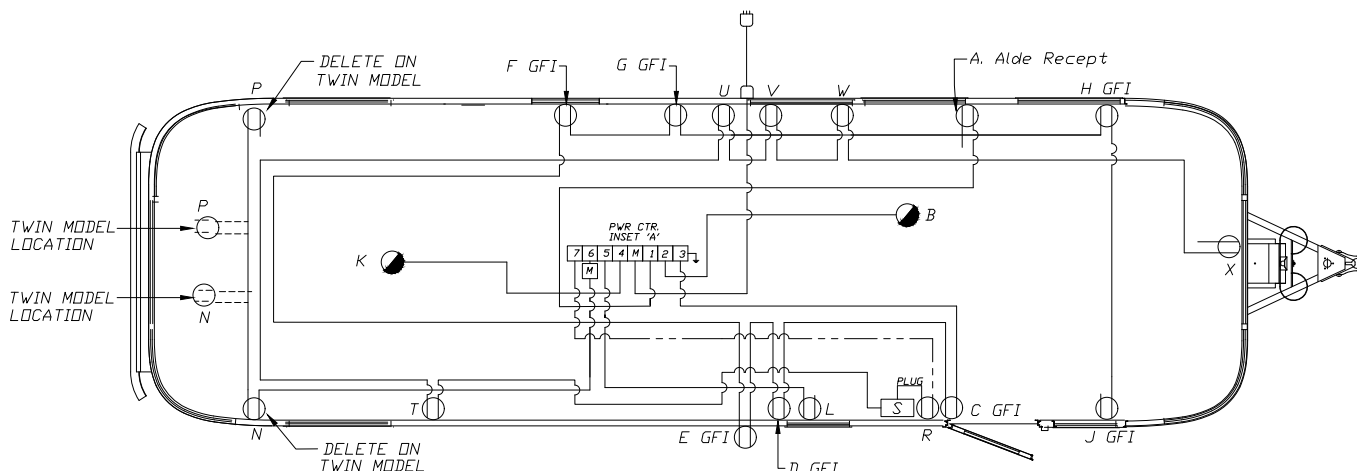 DELETE ON
TWIN MODEL
P
F GFI
G GFI
U
V
W
A. Alde Recept
H GFI
P
TWIN MODEL
LOCATION
B
PWR CTR.
INSET 'A'
K
7 6 5 4 M 1 2 3
M
X
TWIN MODEL
LOCATION
N
PLUG
S
T
L
C GFI
N
E GFI
R
J GFI
DELETE ON
TWIN MODEL
D GFI